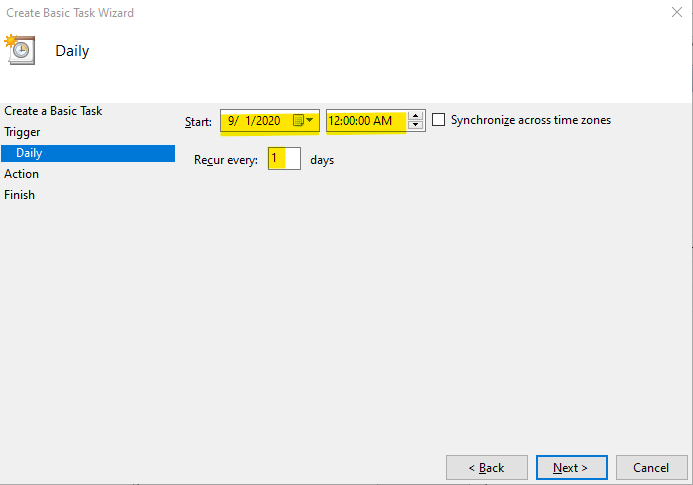 Create Basic Task Wizard
Daily
Create a Basic Task
Trigger
Daily
Action
Finish
Start: 9/ 1/2020 12:00:00 AM Synchronize across time zones
Recur every: 1 days
< Back Next > Cancel